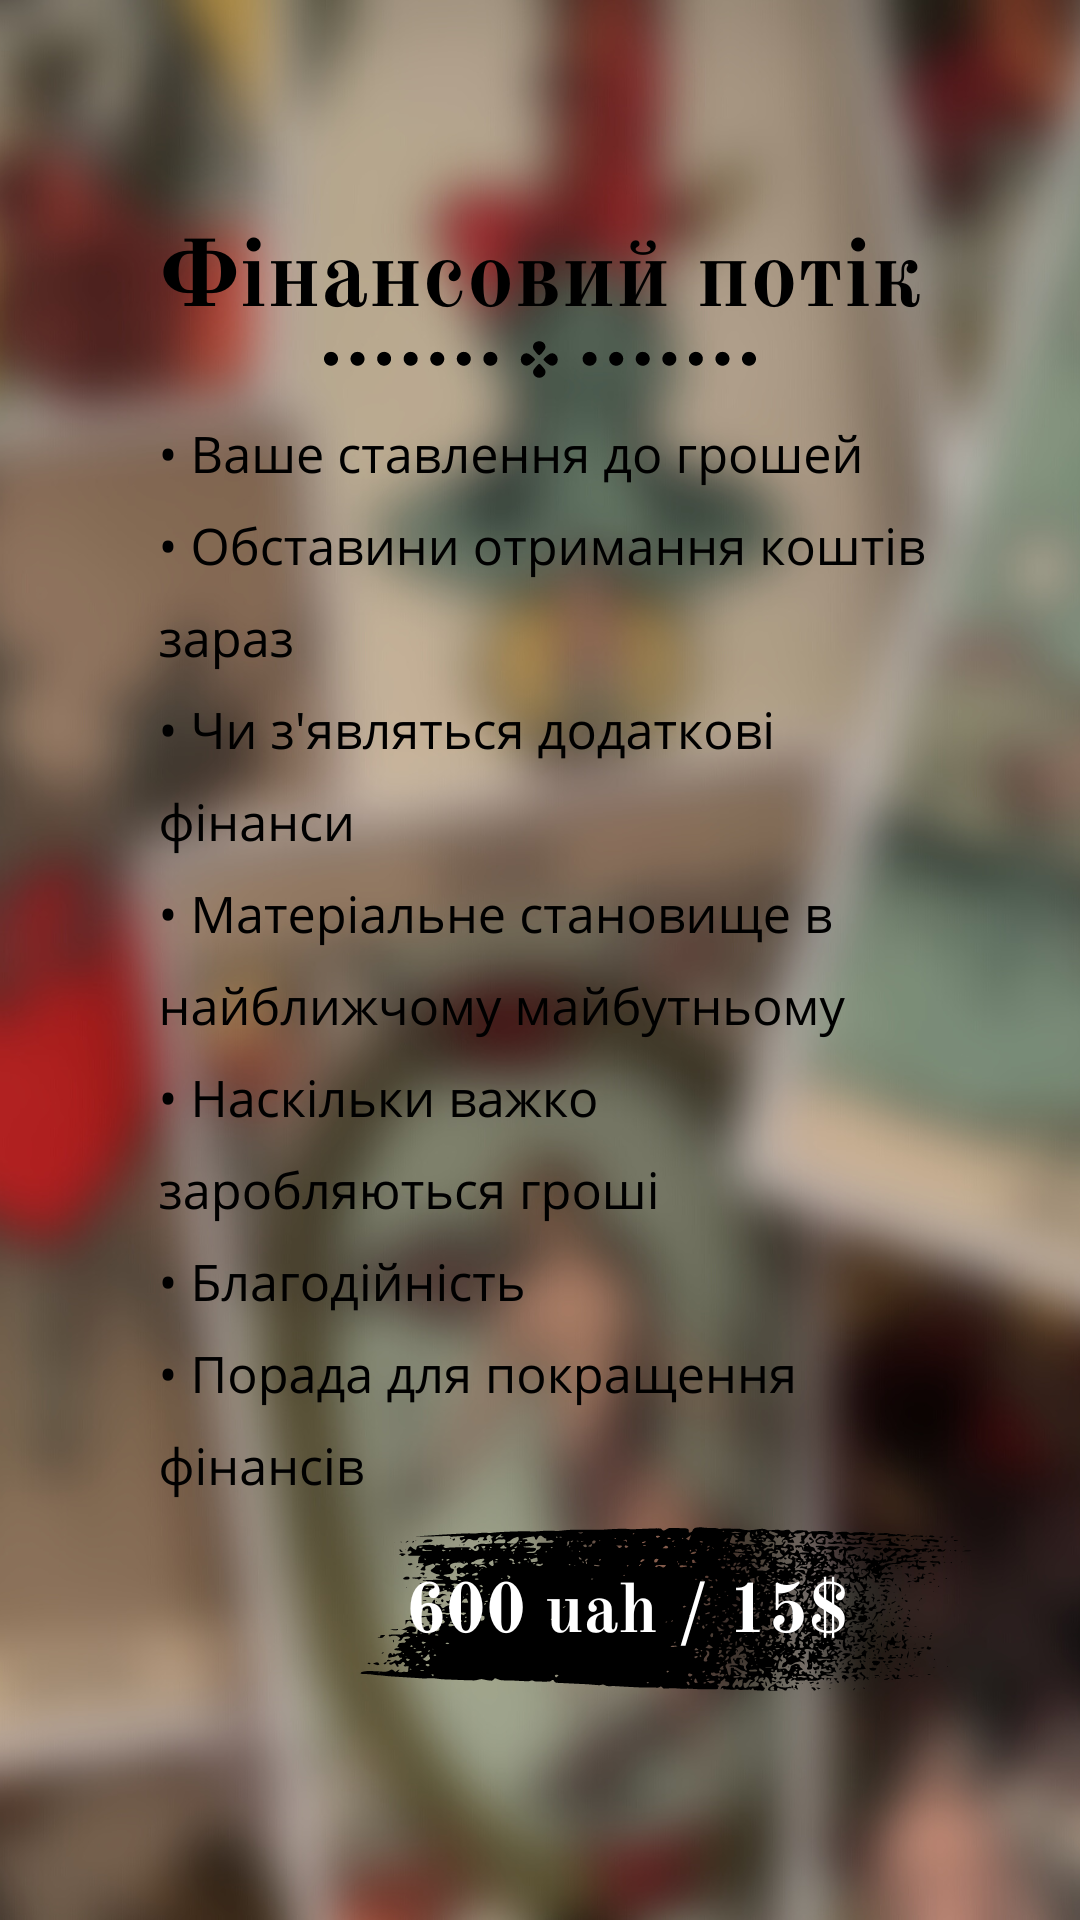 Фінансовий потік
• Ваше ставлення до грошей
• Обставини отримання коштів
зараз
• Чи з'являться додаткові
фінанси
• Матеріальне становище в
найближчому майбутньому
• Наскільки важко
заробляються гроші
• Благодійність
• Порада для покращення
фінансів
600 uah / 15$